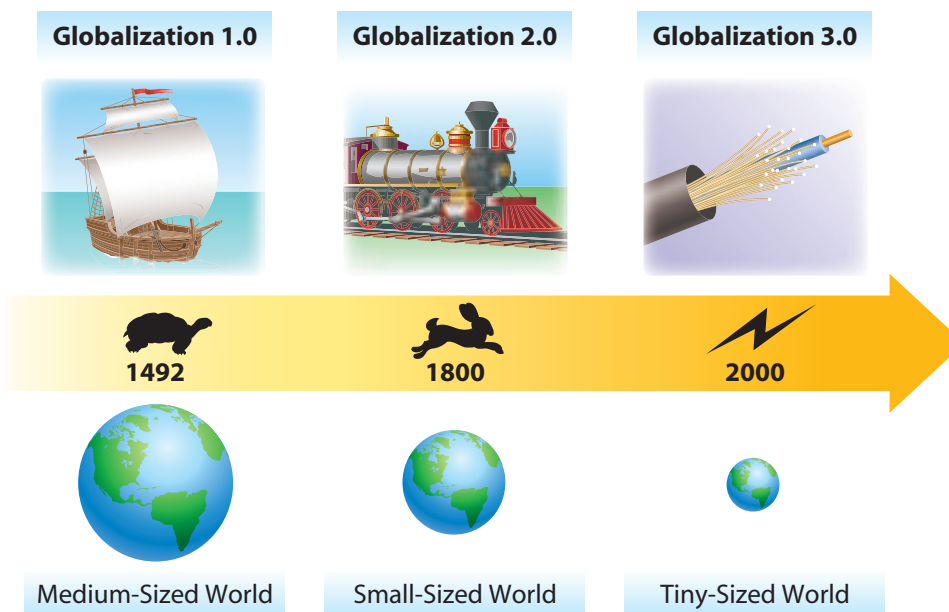 Globalization 1.0
Globalization 2.0
Globalization 3.0
1492
1800
2000
Medium-Sized World
Small-Sized World
Tiny-Sized World